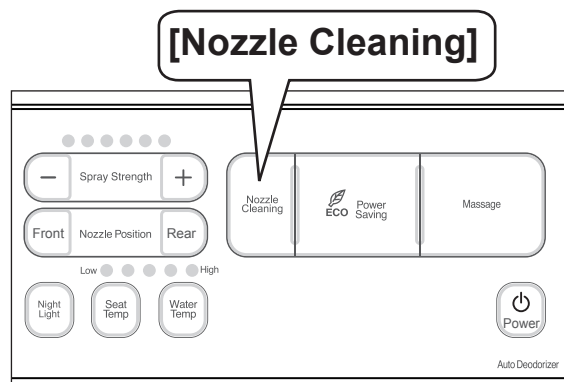 [Nozzle Cleaning]
− Spray Strength +
Nozzle
Cleaning
ECO
Power
Saving
Massage
Front Nozzle Position Rear
Low High
Night
Light
Seat
Temp
Water
Temp
Power
Auto Deodorizer